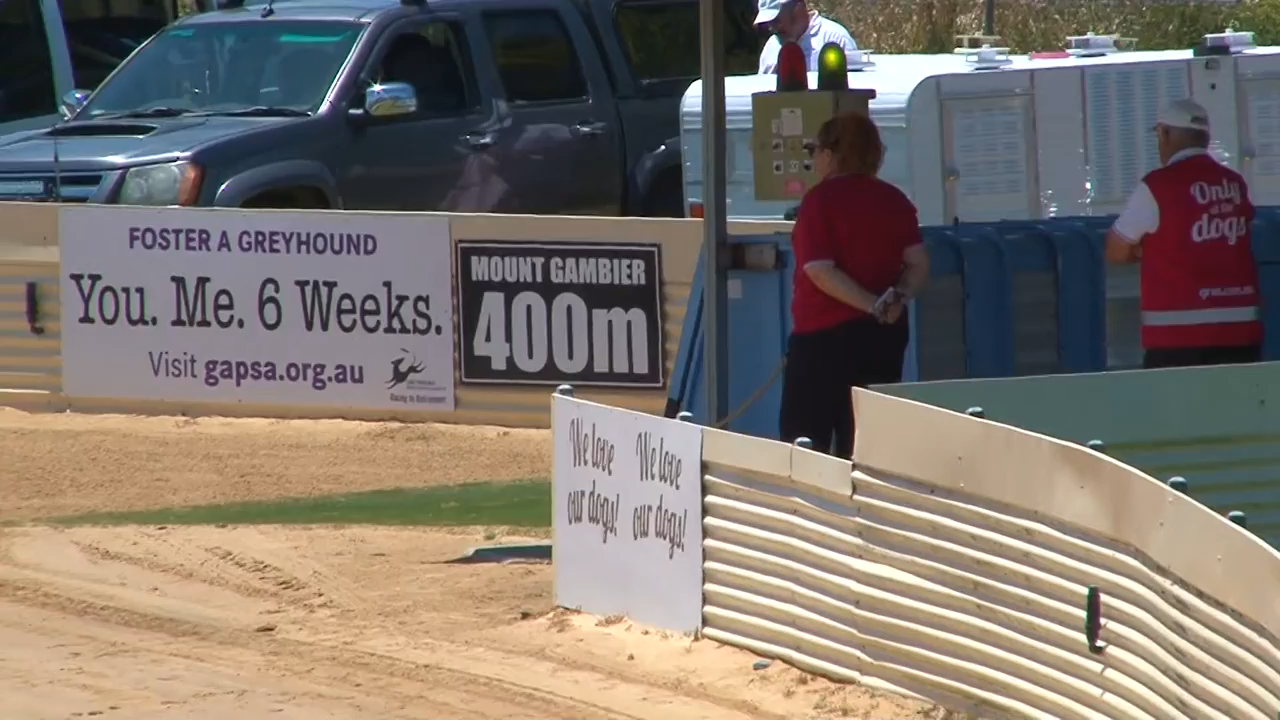 FOSTER A GREYHOUND
You. Me. 6 Weeks.
Visit gapsa.org.au
Racing to Retirement
MOUNT GAMBIER
400m
We love
our dogs!
We love
our dogs!
Only
dogs